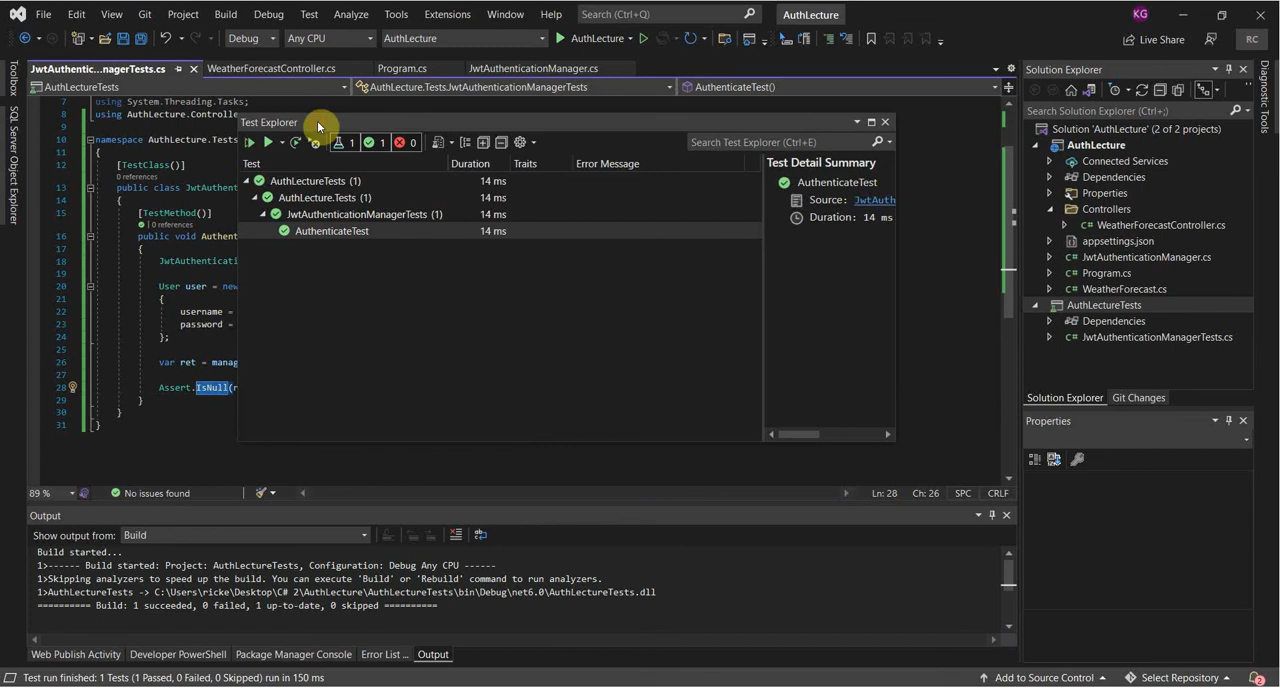 File Edit View Git Project Build Debug Test Analyze Tools Extensions Window Help Search (Ctrl+Q) AuthLecture KG
Debug Any CPU AuthLecture AuthLecture Live Share RC
JwtAuthentic...nagerTests.cs WeatherForecastController.cs Program.cs JwtAuthenticationManager.cs
AuthLectureTests AuthLecture.Tests.JwtAuthenticationManagerTests AuthenticateTest()
Toolbox
SQL Server Object Explorer
7 using System.Threading.Tasks;
8 using AuthLecture.Controlle
9
10 namespace AuthLecture.Tests
11 {
12 [TestClass()]
0 references
13 public class JwtAuthe
14 {
15 [TestMethod()]
| 0 references
16 public void Authent
17 {
18 JwtAuthenticati
19
20 User user = new
21 {
22 username =
23 password =
24 };
25
26 var ret = manag
27
28 Assert.IsNull(r
29 }
30 }
31 }
Test Explorer
1 1 0 Search Test Explorer
Test Duration Traits Error Message
AuthLectureTests (1) 14 ms
AuthLecture.Tests (1) 14 ms
JwtAuthenticationManagerTests (1) 14 ms
AuthenticateTest 14 ms
Test Detail Summary
AuthenticateTest
Source: JwtAuth
Duration: 14 ms
89 % No issues found Ln: 28 Ch: 26 SPC CRLF
Output
Show output from: Build
Build started...
1>------ Build started: Project: AuthLectureTests, Configuration: Debug Any CPU ------
1>Skipping analyzers to speed up the build. You can execute 'Build' or 'Rebuild' command to run analyzers.
1>AuthLectureTests -> C:\Users\ricke\Desktop\C# 2\AuthLecture\AuthLectureTests\bin\Debug\net6.0\AuthLectureTests.dll
========== Build: 1 succeeded, 0 failed, 1 up-to-date, 0 skipped ==========
Web Publish Activity Developer PowerShell Package Manager Console Error List ... Output
Solution Explorer
Search Solution Explorer (Ctrl+;)
Solution 'AuthLecture' (2 of 2 projects)
AuthLecture
Connected Services
Dependencies
Properties
Controllers
C# WeatherForecastController.cs
appsettings.json
C# JwtAuthenticationManager.cs
C# Program.cs
C# WeatherForecast.cs
AuthLectureTests
Dependencies
C# JwtAuthenticationManagerTests.cs
Solution Explorer Git Changes
Properties
Test run finished: 1 Tests (1 Passed, 0 Failed, 0 Skipped) run in 150 ms Add to Source Control Select Repository 2